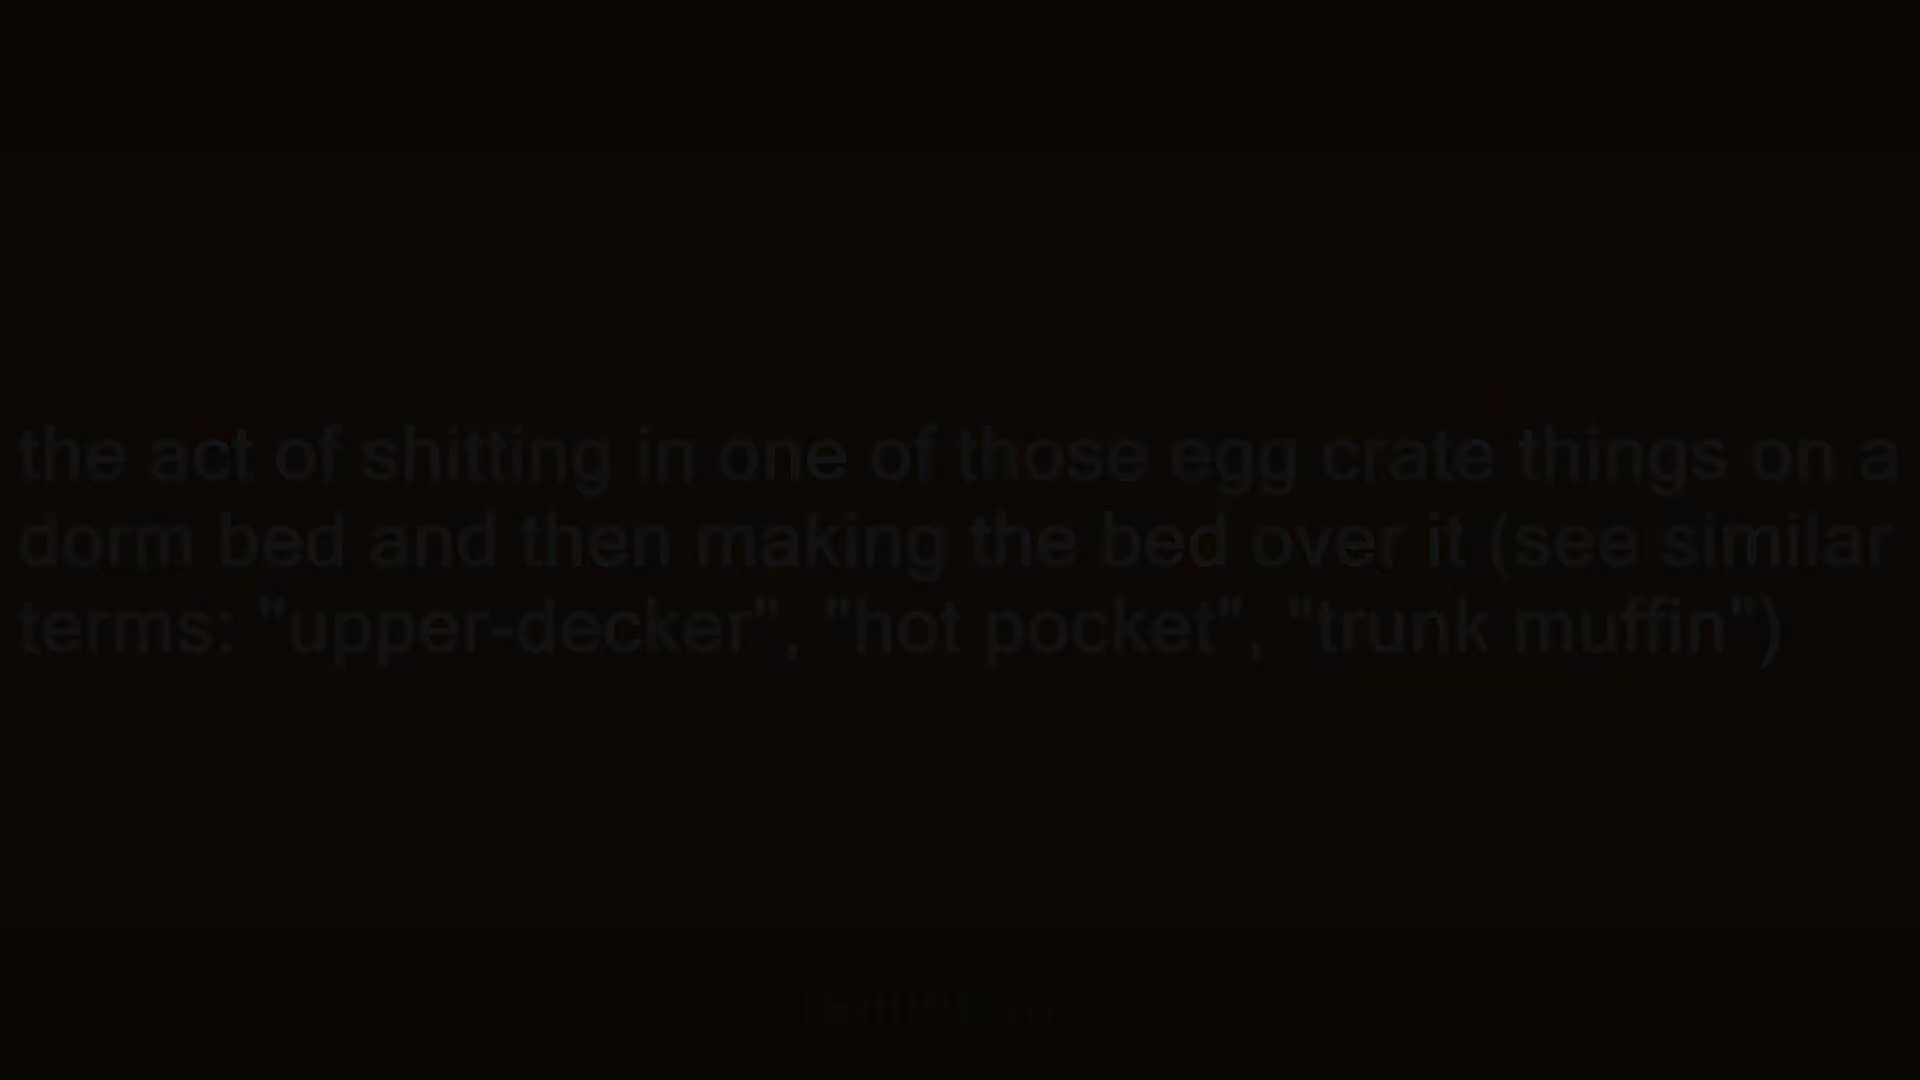 the act of shitting in one of those egg crate things on a
dorm bed and then making the bed over it (see similar
terms: "upper-decker", "hot pocket", "trunk muffin")